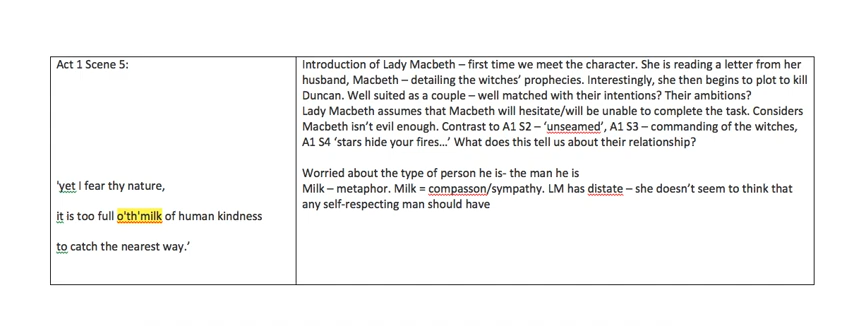 Act 1 Scene 5:
'yet I fear thy nature,
it is too full o'th'milk of human kindness
to catch the nearest way.'
Introduction of Lady Macbeth – first time we meet the character. She is reading a letter from her
husband, Macbeth – detailing the witches' prophecies. Interestingly, she then begins to plot to kill
Duncan. Well suited as a couple – well matched with their intentions? Their ambitions?
Lady Macbeth assumes that Macbeth will hesitate/will be unable to complete the task. Considers
Macbeth isn't evil enough. Contrast to A1 S2 – 'unseamed', A1 S3 – commanding of the witches,
A1 S4 'stars hide your fires…' What does this tell us about their relationship?
Worried about the type of person he is- the man he is
Milk – metaphor. Milk = compasson/sympathy. LM has distate – she doesn't seem to think that
any self-respecting man should have